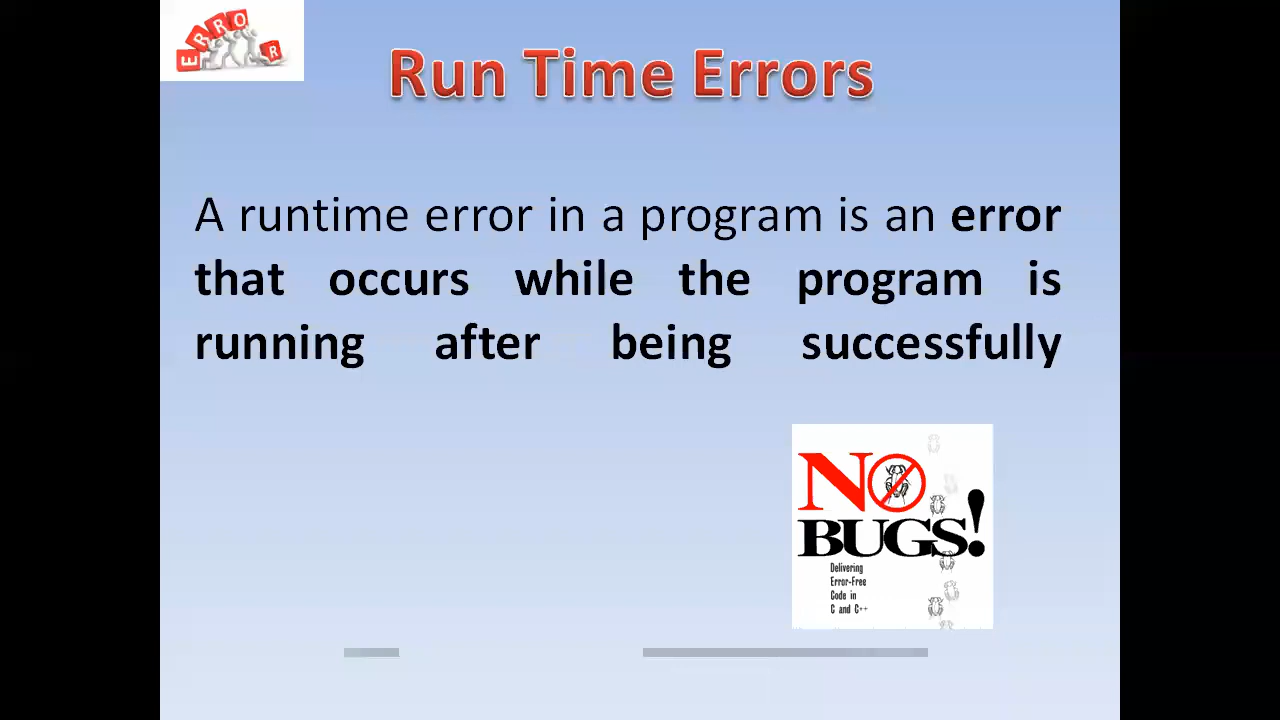 ERROR
Run Time Errors
A runtime error in a program is an error
that occurs while the program is
running after being successfully
NO
BUGS!
Delivering
Error-Free
Code in
C and C++